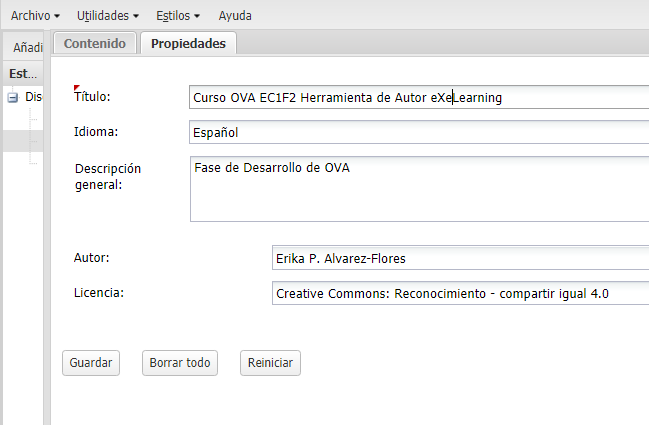 Archivo Utilidades Estilos Ayuda
Añadi
Contenido Propiedades
Est...
Título: Curso OVA EC1F2 Herramienta de Autor eXeLearning
Dis
Idioma: Español
Descripción general: Fase de Desarrollo de OVA
Autor: Erika P. Alvarez-Flores
Licencia: Creative Commons: Reconocimiento - compartir igual 4.0
Guardar Borrar todo Reiniciar